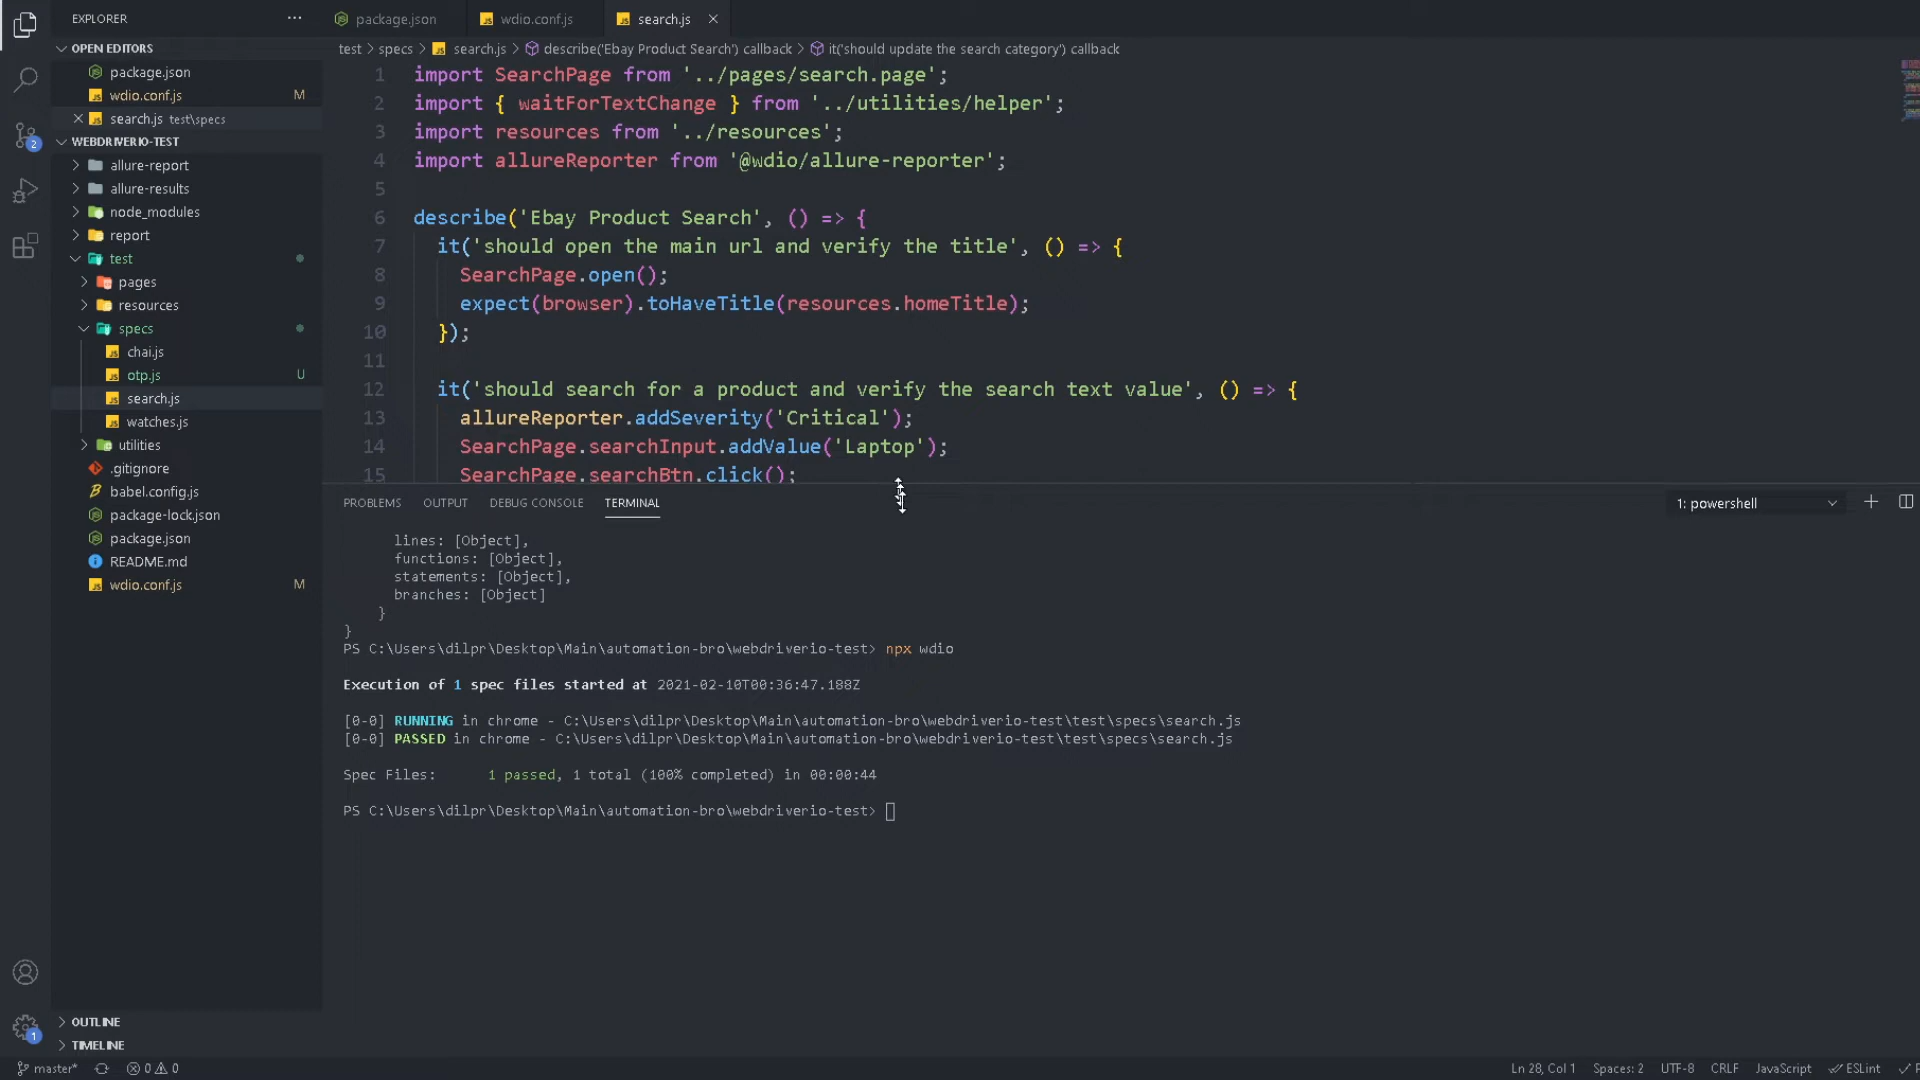 EXPLORER
OPEN EDITORS
package.json
wdio.conf.js M
search.js test\specs
WEBDRIVERIO-TEST
allure-report
allure-results
node_modules
report
test
pages
resources
specs
chai.js
otp.js U
search.js
watches.js
utilities
.gitignore
babel.config.js
package-lock.json
package.json
README.md
wdio.conf.js M
OUTLINE
TIMELINE
2
1
package.json wdio.conf.js search.js
test > specs > search.js > describe('Ebay Product Search') callback > it('should update the search category') callback
1 import SearchPage from '../pages/search.page';
2 import { waitForTextChange } from '../utilities/helper';
3 import resources from '../resources';
4 import allureReporter from '@wdio/allure-reporter';
5
6 describe('Ebay Product Search', () => {
7 it('should open the main url and verify the title', () => {
8 SearchPage.open();
9 expect(browser).toHaveTitle(resources.homeTitle);
10 });
11
12 it('should search for a product and verify the search text value', () => {
13 allureReporter.addSeverity('Critical');
14 SearchPage.searchInput.addValue('Laptop');
15 SearchPage.searchBtn.click();
PROBLEMS OUTPUT DEBUG CONSOLE TERMINAL 1: powershell
lines: [Object],
functions: [Object],
statements: [Object],
branches: [Object]
}
}
PS C:\Users\dilpr\Desktop\Main\automation-bro\webdriverio-test> npx wdio
Execution of 1 spec files started at 2021-02-10T00:36:47.188Z
[0-0] RUNNING in chrome - C:\Users\dilpr\Desktop\Main\automation-bro\webdriverio-test\test\specs\search.js
[0-0] PASSED in chrome - C:\Users\dilpr\Desktop\Main\automation-bro\webdriverio-test\test\specs\search.js
Spec Files: 1 passed, 1 total (100% completed) in 00:00:44
PS C:\Users\dilpr\Desktop\Main\automation-bro\webdriverio-test>
master* 0 0 Ln 28, Col 1 Spaces: 2 UTF-8 CRLF JavaScript ESLint